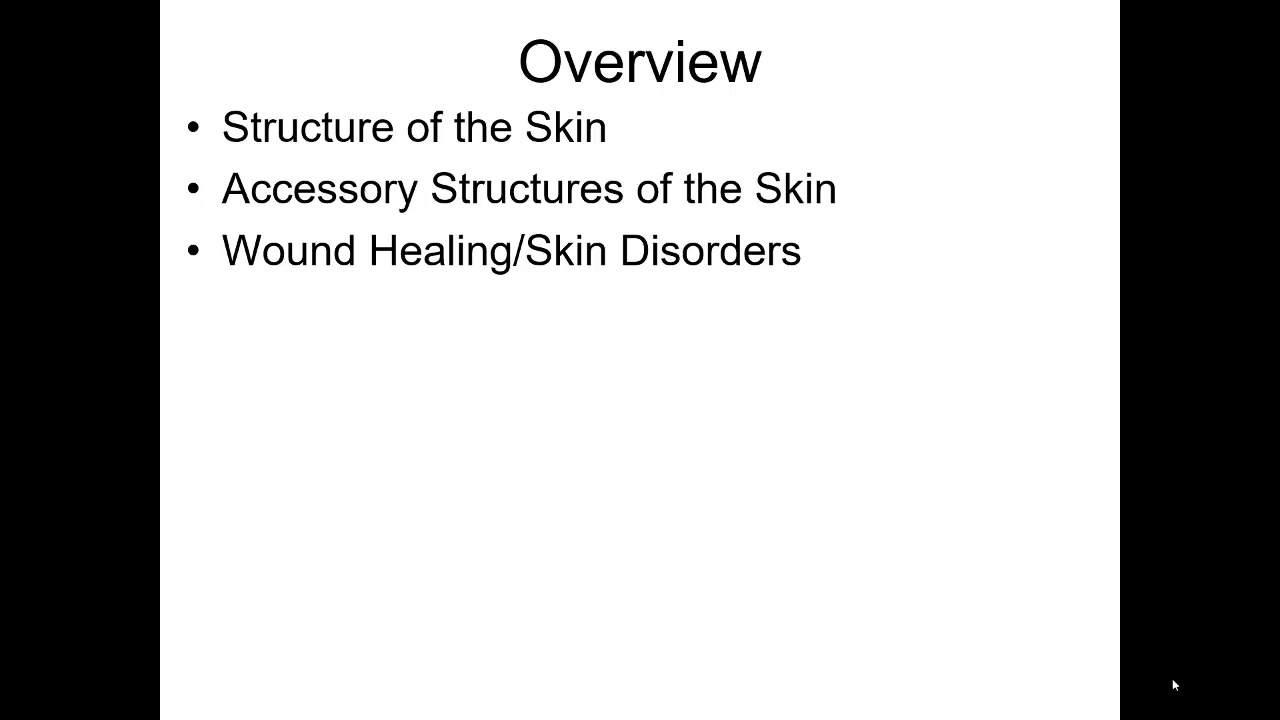 Overview
• Structure of the Skin
• Accessory Structures of the Skin
• Wound Healing/Skin Disorders